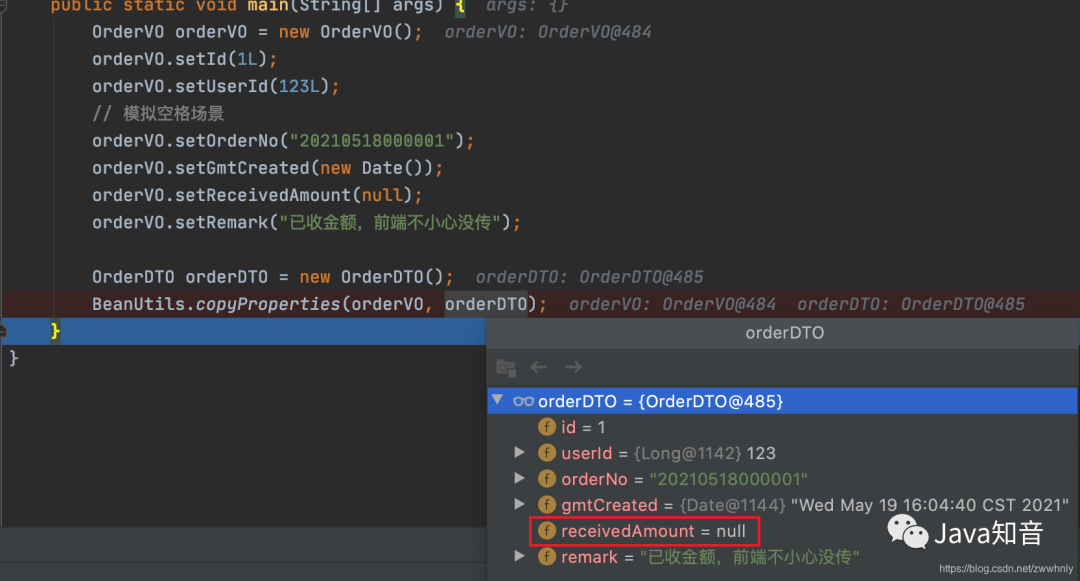 public static void main(String[] args) { args: {}
OrderVO orderVO = new OrderVO(); orderVO: OrderVO@484
orderVO.setId(1L);
orderVO.setUserId(123L);
// 模拟空格场景
orderVO.setOrderNo("20210518000001");
orderVO.setGmtCreated(new Date());
orderVO.setReceivedAmount(null);
orderVO.setRemark("已收金额，前端不小心没传");
OrderDTO orderDTO = new OrderDTO(); orderDTO: OrderDTO@485
BeanUtils.copyProperties(orderVO, orderDTO); orderVO: OrderVO@484 orderDTO: OrderDTO@485
}
}
orderDTO
orderDTO = {OrderDTO@485}
f id = 1
f userId = {Long@1142} 123
f orderNo = "20210518000001"
f gmtCreated = {Date@1144} "Wed May 19 16:04:40 CST 2021"
f receivedAmount = null
f remark = "已收金额，前端不小心没传"
Java知音
https://blog.csdn.net/zwwhnly